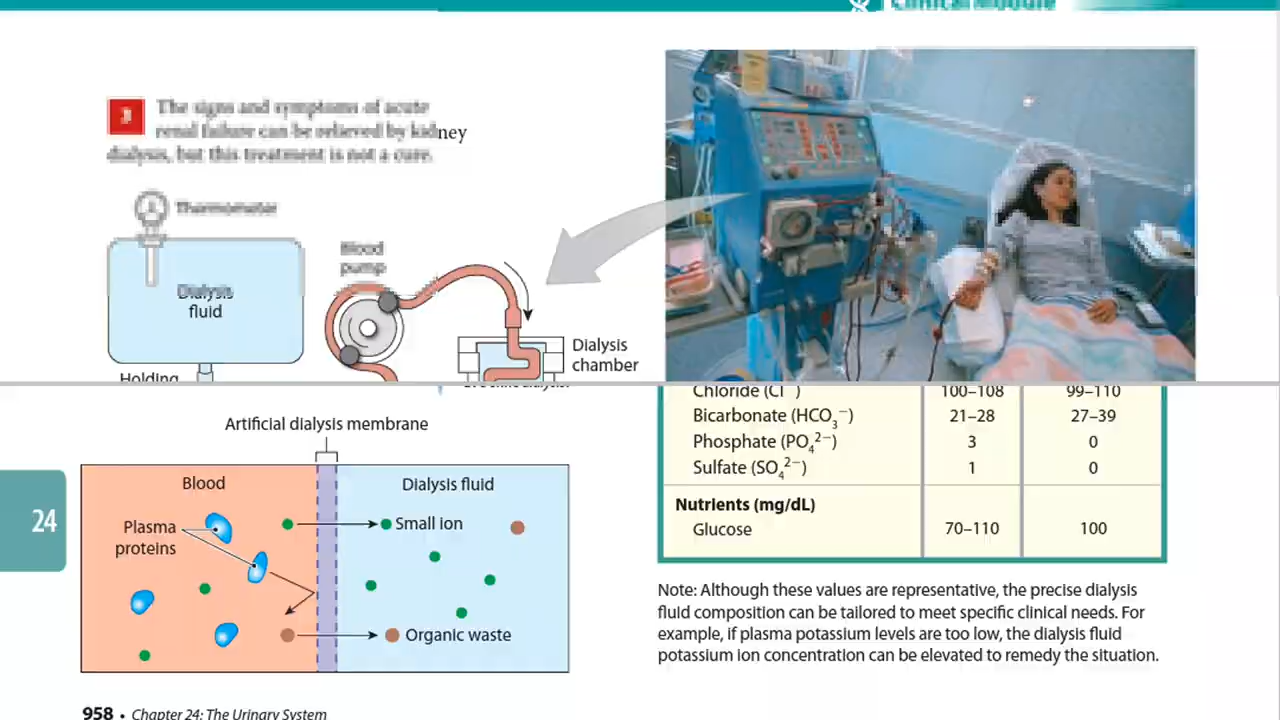 Clinical Module
3 The signs and symptoms of acute
renal failure can be relieved by kidney
dialysis, but this treatment is not a cure.
Thermometer
Blood
pump
Dialysis
fluid
Dialysis
chamber
Holding
Artificial dialysis membrane
Blood
Dialysis fluid
Plasma
proteins
Small ion
Organic waste
24
Chloride (Cl⁻) 100–108 99–110
Bicarbonate (HCO₃⁻) 21–28 27–39
Phosphate (PO₄²⁻) 3 0
Sulfate (SO₄²⁻) 1 0
Nutrients (mg/dL)
Glucose 70–110 100
Note: Although these values are representative, the precise dialysis
fluid composition can be tailored to meet specific clinical needs. For
example, if plasma potassium levels are too low, the dialysis fluid
potassium ion concentration can be elevated to remedy the situation.
958 • Chapter 24: The Urinary System